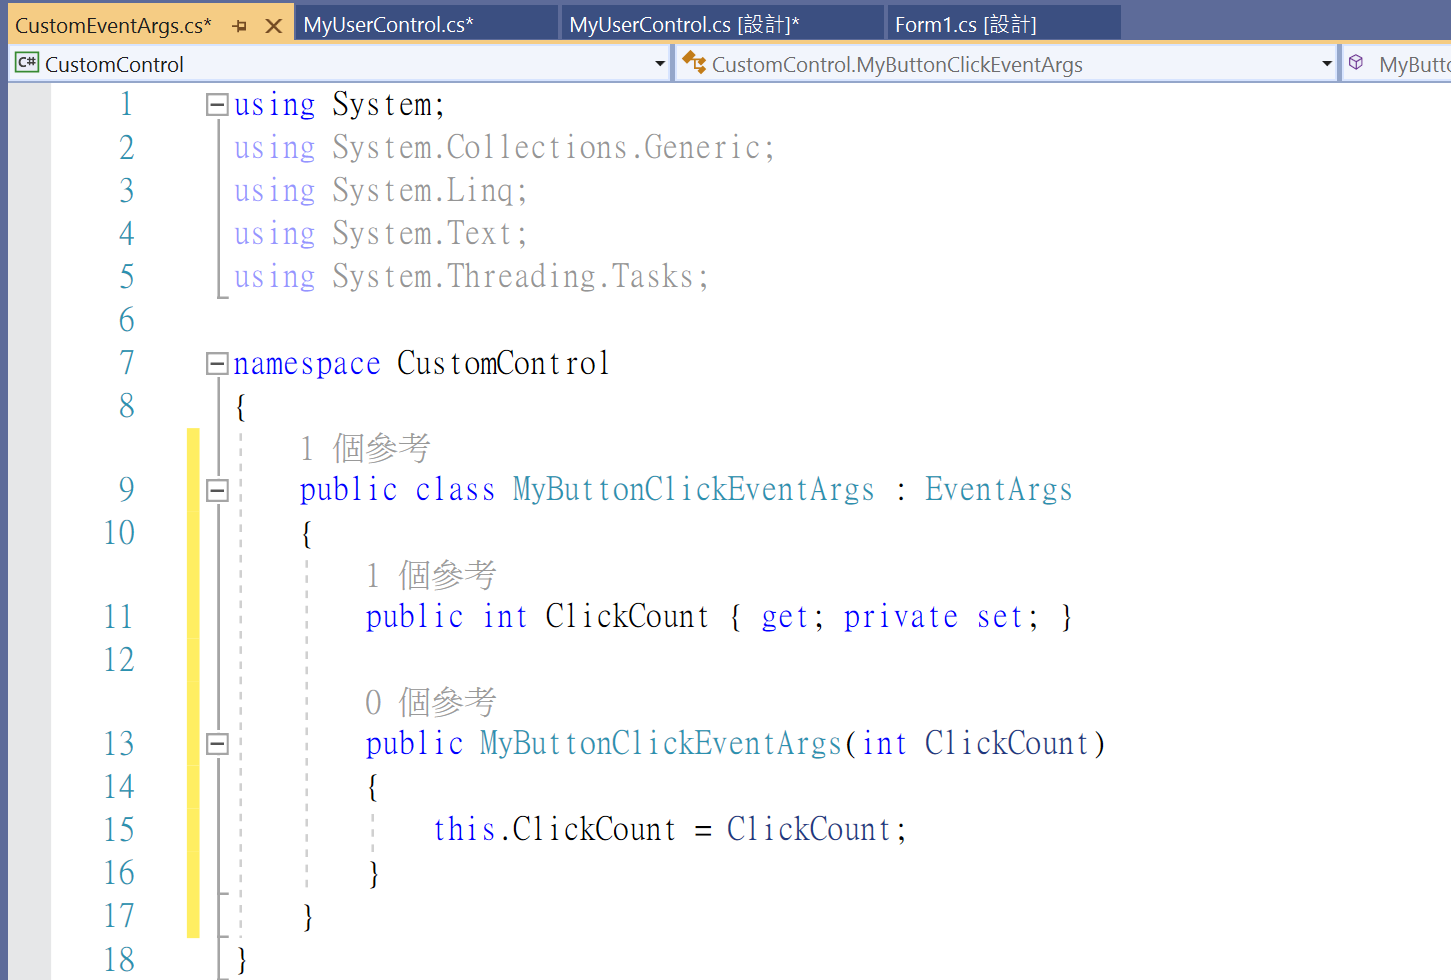 CustomEventArgs.cs* MyUserControl.cs* MyUserControl.cs [設計]* Form1.cs [設計]
C# CustomControl CustomControl.MyButtonClickEventArgs MyButto
1 using System;
2 using System.Collections.Generic;
3 using System.Linq;
4 using System.Text;
5 using System.Threading.Tasks;
6
7 namespace CustomControl
8 {
1 個參考
9 public class MyButtonClickEventArgs : EventArgs
10 {
1 個參考
11 public int ClickCount { get; private set; }
12
0 個參考
13 public MyButtonClickEventArgs(int ClickCount)
14 {
15 this.ClickCount = ClickCount;
16 }
17 }
18 }